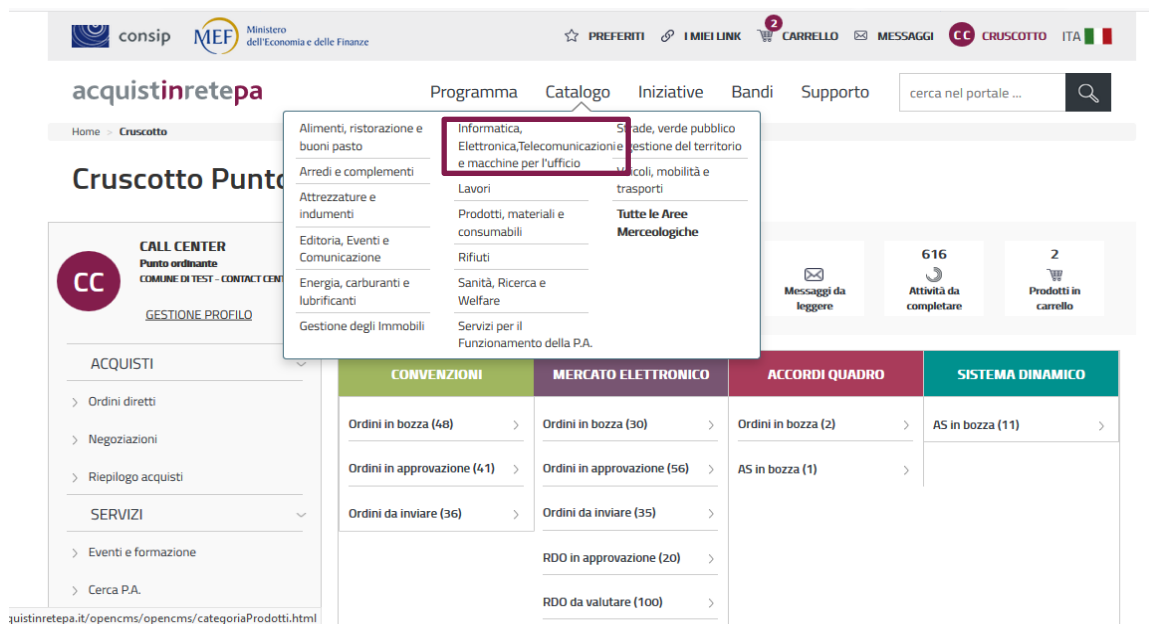 consip
MEF Ministero
dell'Economia e delle Finanze
PREFERITI
I MIEI LINK
2
CARRELLO
MESSAGGI
CC CRUSCOTTO
ITA
acquistinretepa
Programma
Catalogo
Iniziative
Bandi
Supporto
cerca nel portale ...
Home > Cruscotto
Cruscotto Punto
Alimenti, ristorazione e
buoni pasto
Arredi e complementi
Attrezzature e
indumenti
Editoria, Eventi e
Comunicazione
Energia, carburanti e
lubrificanti
Gestione degli Immobili
Informatica,
Elettronica,Telecomunicazioni
e macchine per l'ufficio
Lavori
Prodotti, materiali e
consumabili
Rifiuti
Sanità, Ricerca e
Welfare
Servizi per il
Funzionamento della P.A.
Strade, verde pubblico
e gestione del territorio
Veicoli, mobilità e
trasporti
Tutte le Aree
Merceologiche
CC
CALL CENTER
Punto ordinante
COMUNE DI TEST - CONTACT CENT
GESTIONE PROFILO
Messaggi da
leggere
616
Attività da
completare
2
Prodotti in
carrello
ACQUISTI
> Ordini diretti
> Negoziazioni
> Riepilogo acquisti
SERVIZI
> Eventi e formazione
> Cerca P.A.
CONVENZIONI
Ordini in bozza (48) >
Ordini in approvazione (41) >
Ordini da inviare (36) >
MERCATO ELETTRONICO
Ordini in bozza (30) >
Ordini in approvazione (56) >
Ordini da inviare (35) >
RDO in approvazione (20) >
RDO da valutare (100) >
ACCORDI QUADRO
Ordini in bozza (2) >
AS in bozza (1) >
SISTEMA DINAMICO
AS in bozza (11) >
quistinretepa.it/opencms/opencms/categoriaProdotti.html